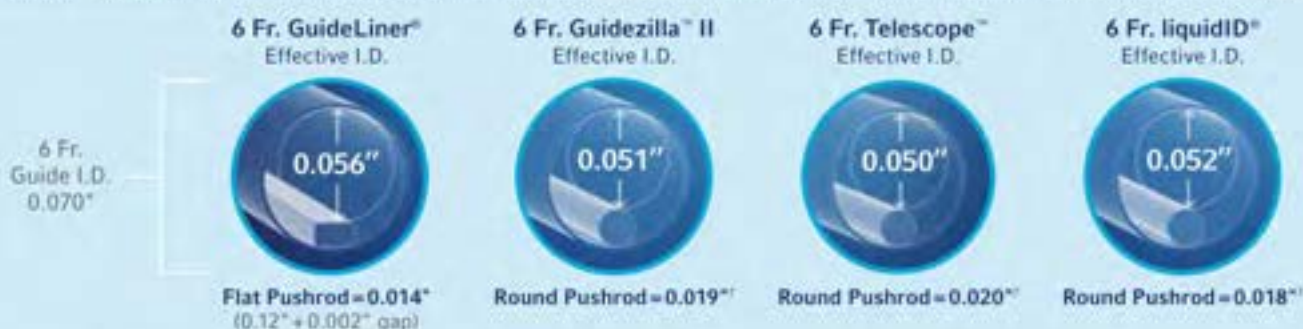 6 Fr. GuideLiner®
Effective I.D.
6 Fr. Guidezilla™ II
Effective I.D.
6 Fr. Telescope™
Effective I.D.
6 Fr. liquidID®
Effective I.D.
6 Fr.
Guide I.D.
0.070"
0.056"
0.051"
0.050"
0.052"
Flat Pushrod=0.014"
(0.12"+0.002" gap)
Round Pushrod=0.019"†
Round Pushrod=0.020"†
Round Pushrod=0.018"†